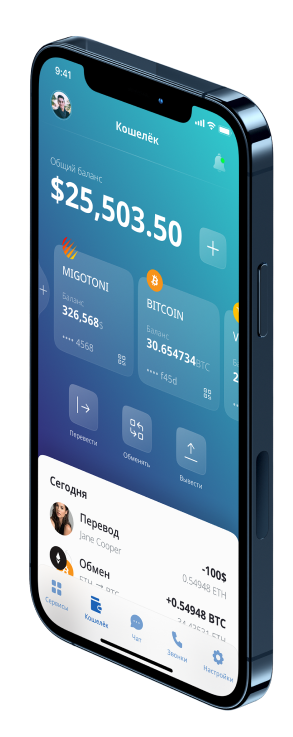 9:41
Кошелёк
Общий баланс
$25,503.50
MIGOTONI
Баланс
326,568$
•••• 4568
BITCOIN
Баланс
30.654734BTC
•••• f45d
V
2
Перевести
Обменять
Вывести
Сегодня
Перевод
Jane Cooper
-100$
0.54948 ETH
Обмен
ETH → BTC
+0.54948 BTC
Сервисы
Кошелёк
Чат
Звонки
Настройки